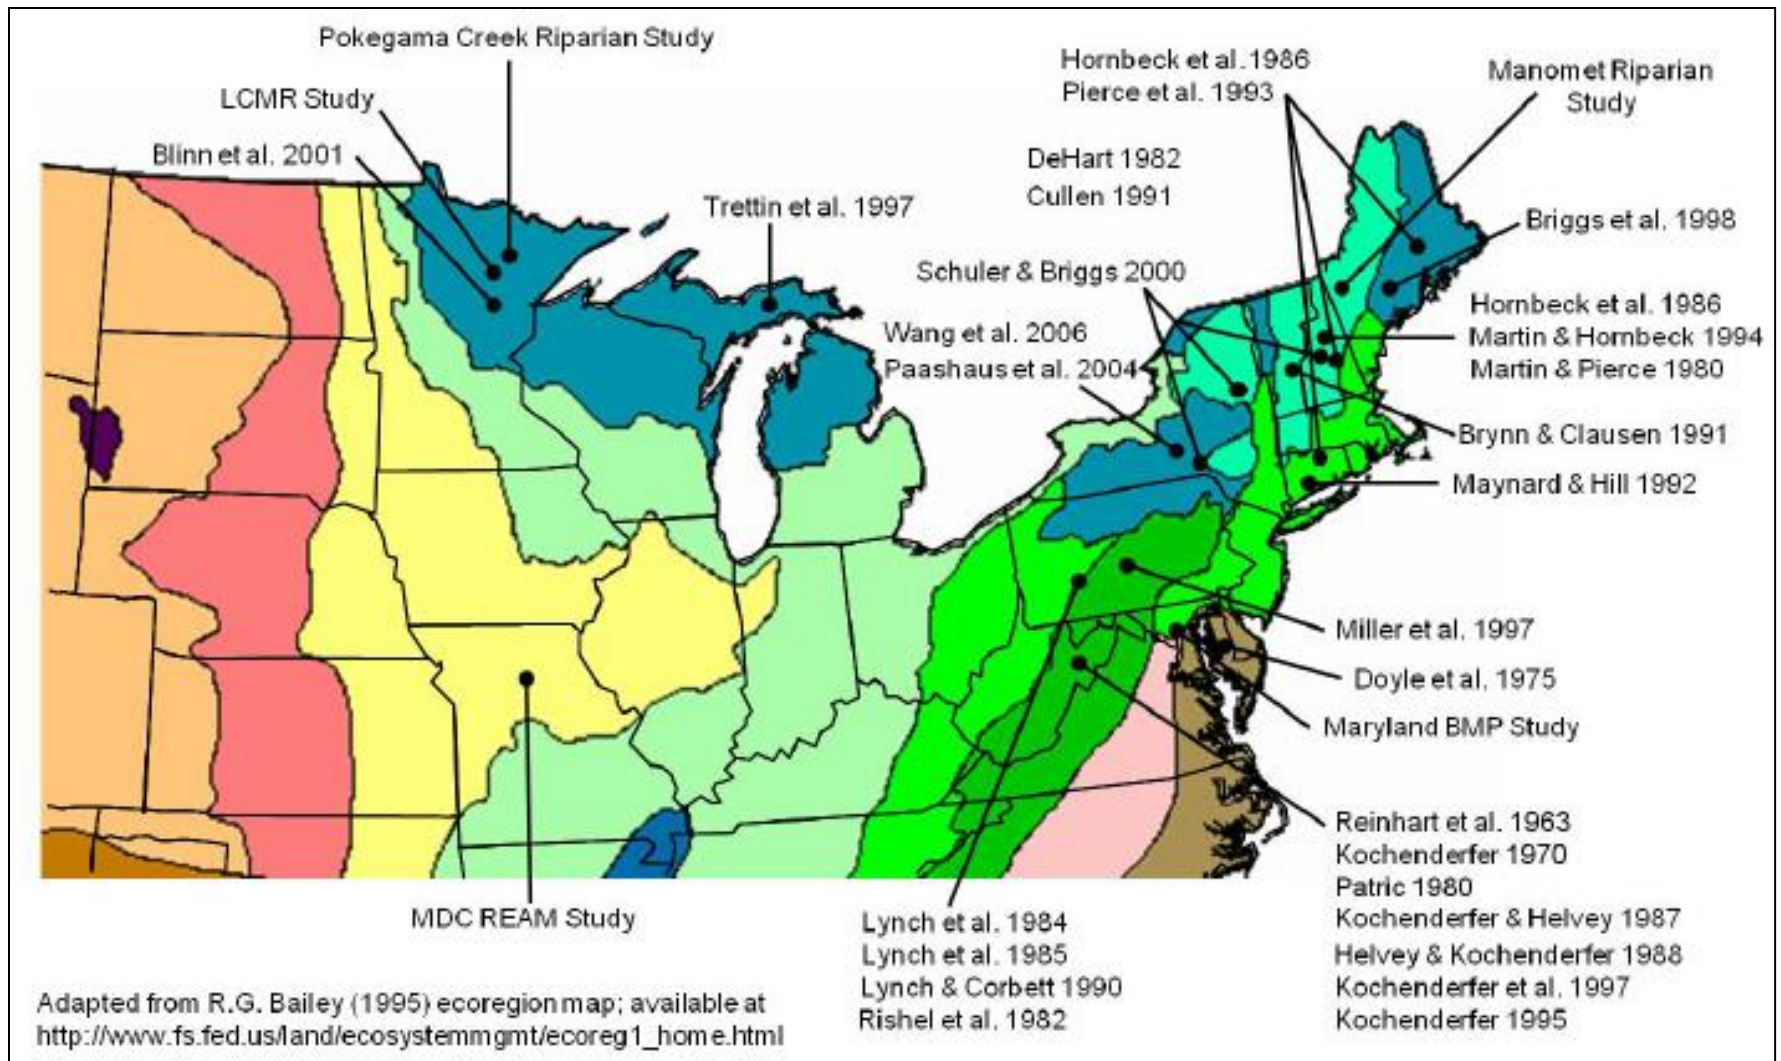 Pokegama Creek Riparian Study
LCMR Study
Blinn et al. 2001
Trettin et al. 1997
Hornbeck et al.1986
Pierce et al. 1993
DeHart 1982
Cullen 1991
Manomet Riparian
Study
Briggs et al. 1998
Schuler & Briggs 2000
Wang et al. 2006
Paashaus et al. 2004
Hornbeck et al. 1986
Martin & Hornbeck 1994
Martin & Pierce 1980
Brynn & Clausen 1991
Maynard & Hill 1992
Miller et al. 1997
Doyle et al. 1975
Maryland BMP Study
MDC REAM Study
Lynch et al. 1984
Lynch et al. 1985
Lynch & Corbett 1990
Rishel et al. 1982
Reinhart et al. 1963
Kochenderfer 1970
Patric 1980
Kochenderfer & Helvey 1987
Helvey & Kochenderfer 1988
Kochenderfer et al. 1997
Kochenderfer 1995
Adapted from R.G. Bailey (1995) ecoregion map; available at
http://www.fs.fed.us/land/ecosystemmgmt/ecoreg1_home.html